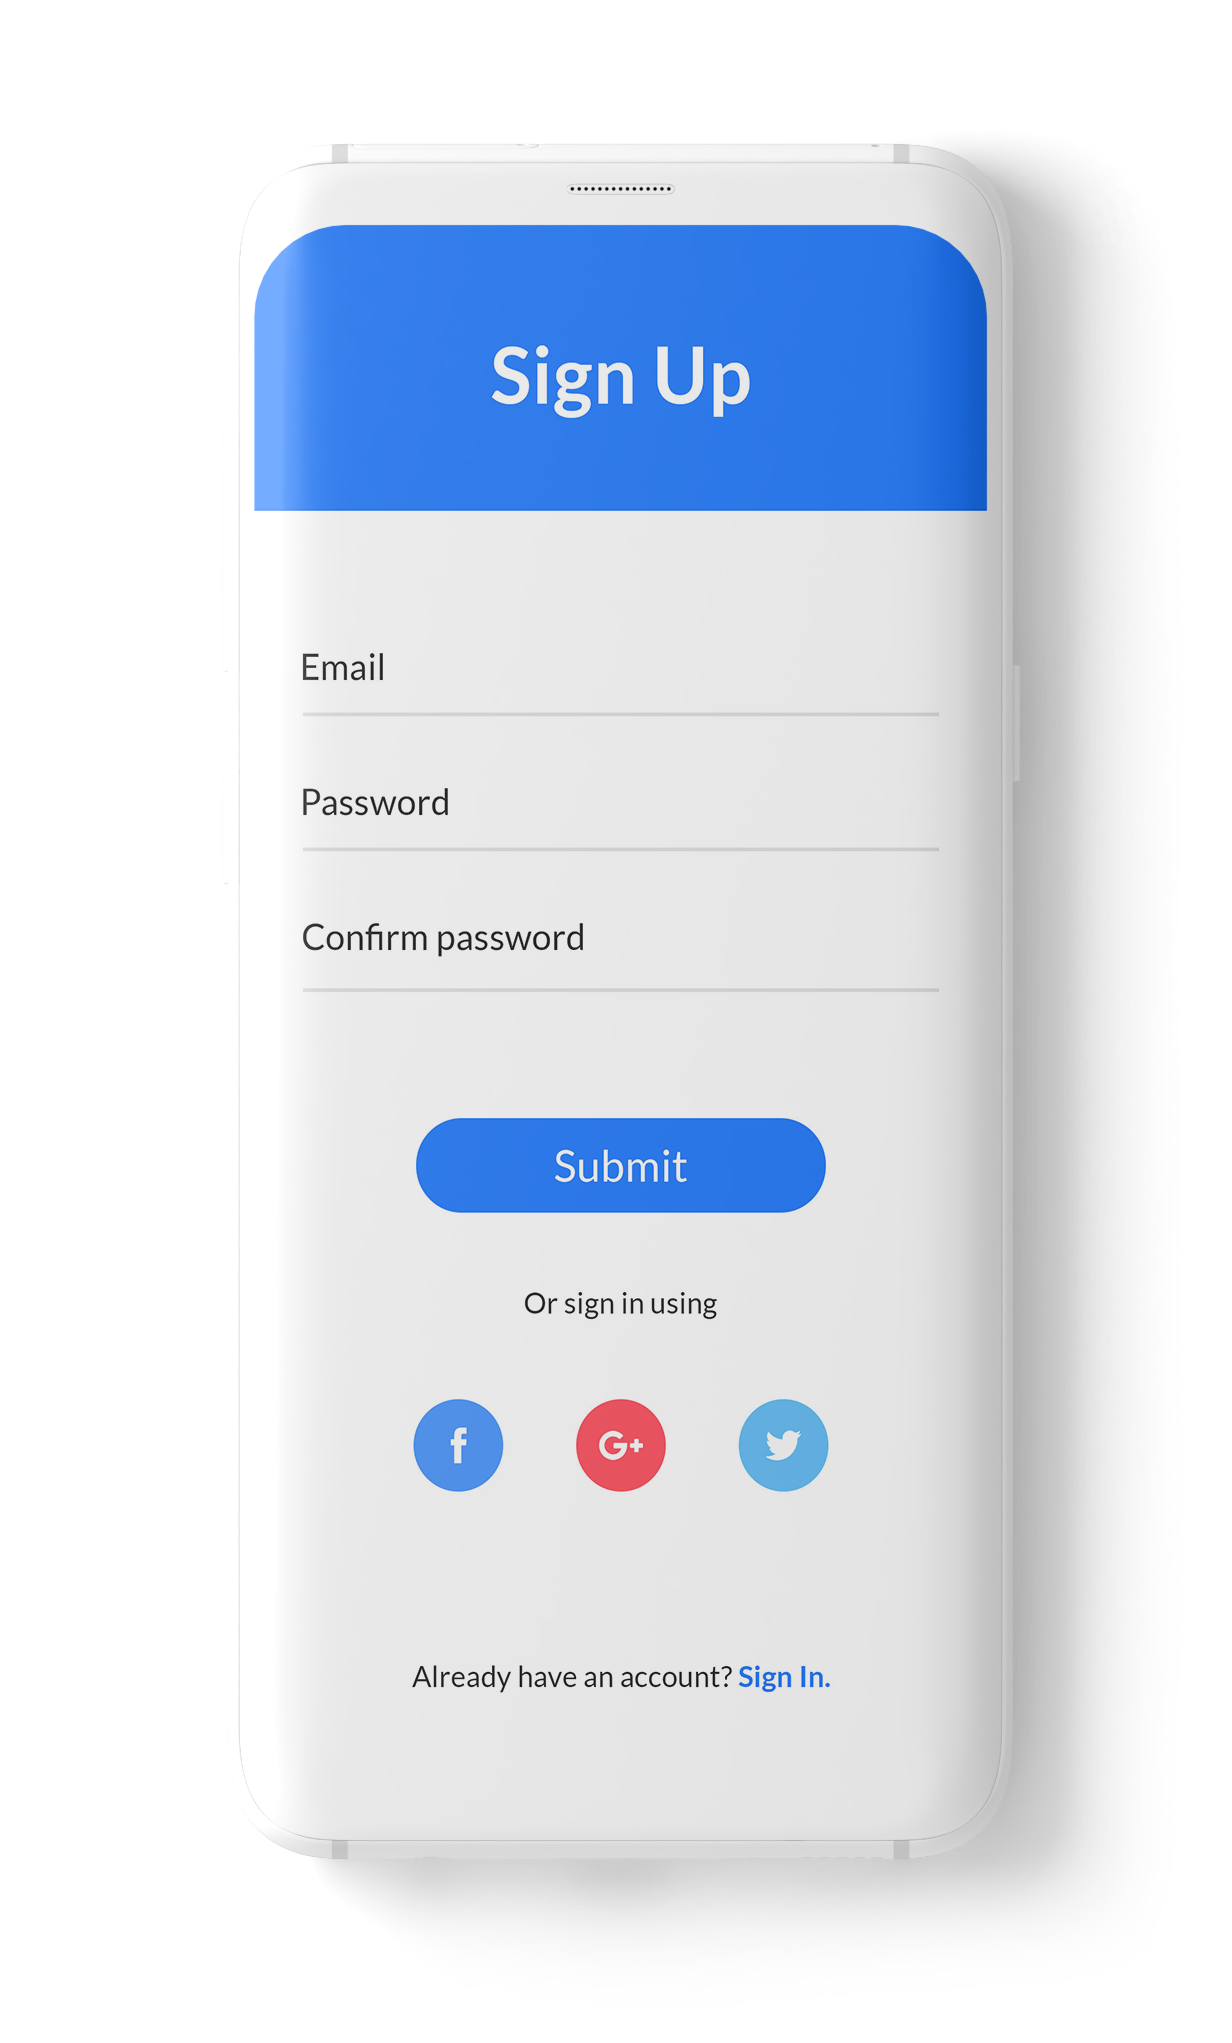 Sign Up
Email
Password
Confirm password
Submit
Or sign in using
f G+
Already have an account? Sign In.